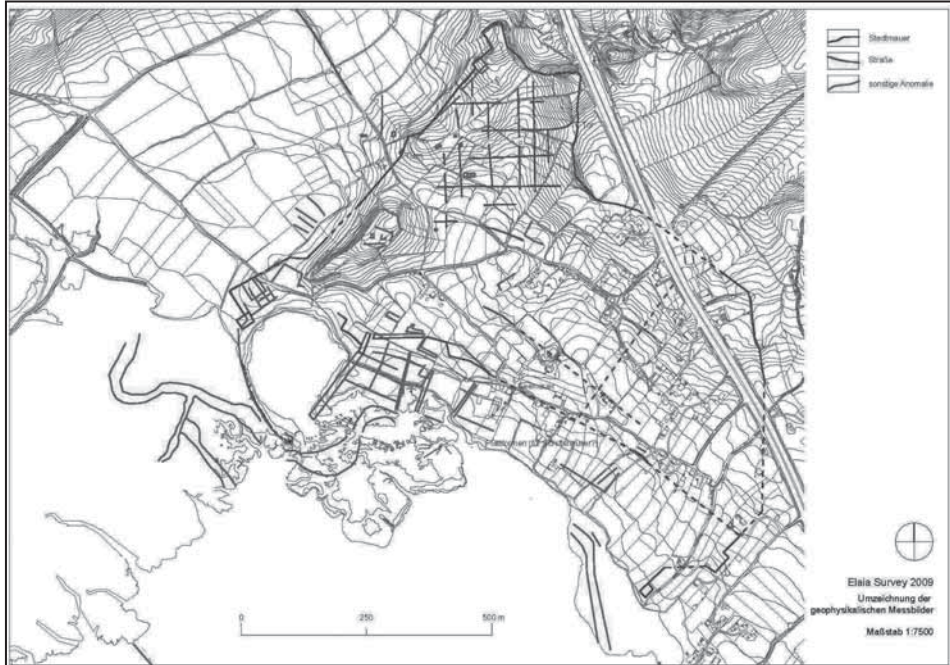 Stadtmauer
Straße
sonstige Anomalie
0
250
500 m
Elaia Survey 2009
Umzeichnung der
geophysikalischen Messbilder
Maßstab 1:7500